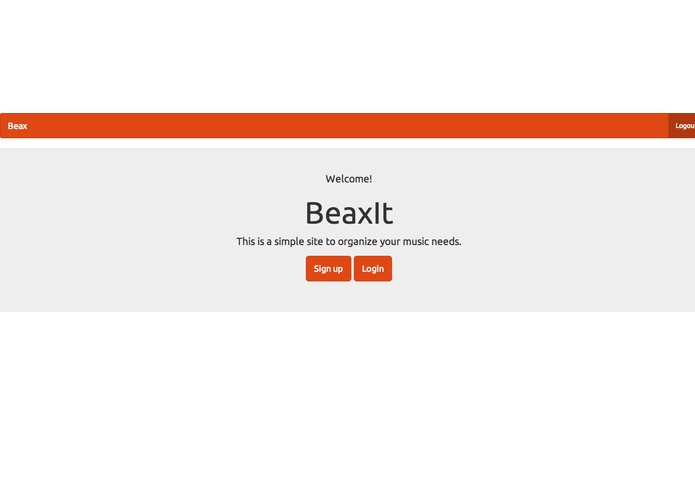 Beax
Logou
Welcome!
BeaxIt
This is a simple site to organize your music needs.
Sign up
Login